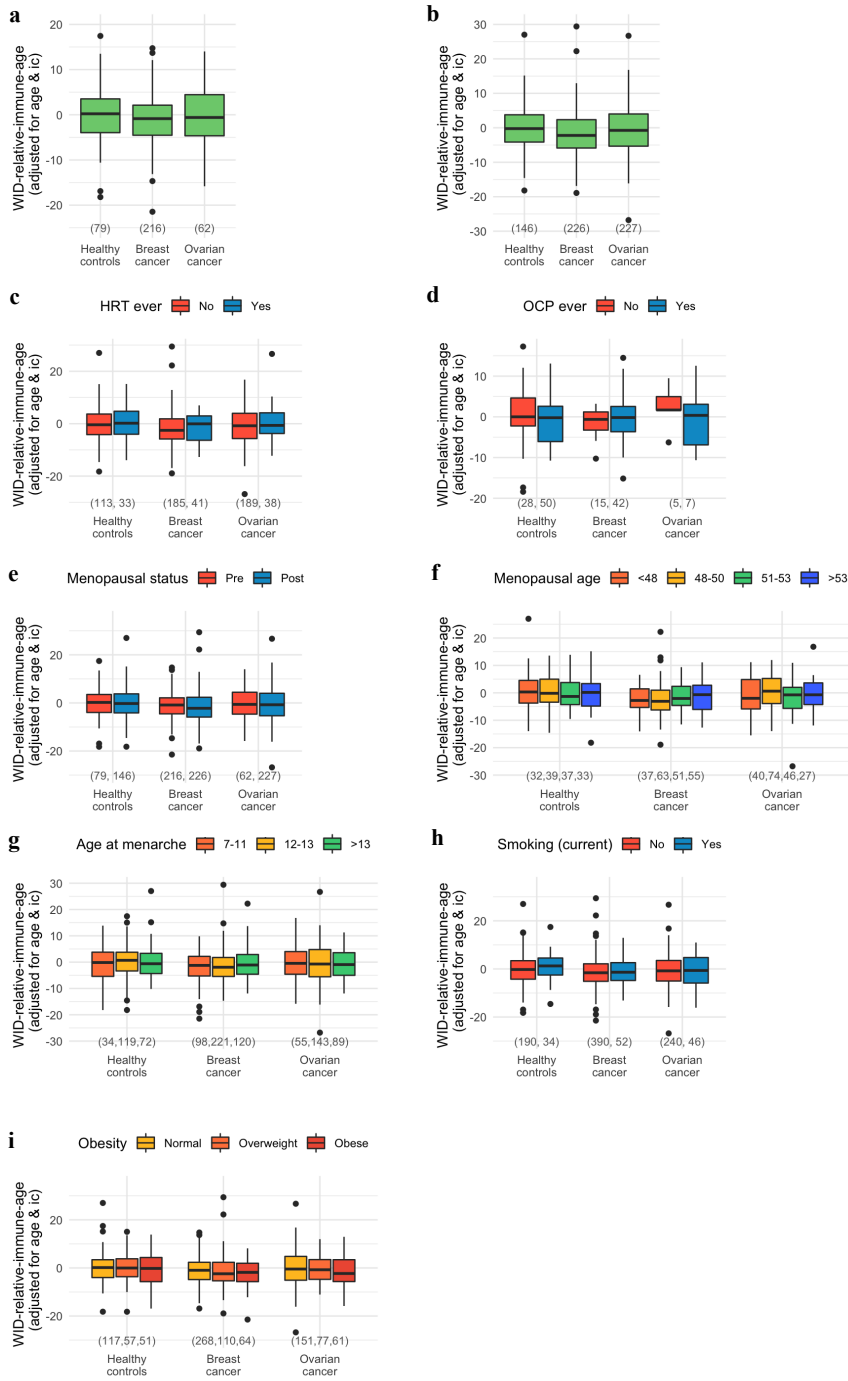 a
WID-relative-immune-age
(adjusted for age & ic)
20
10
0
-10
-20
(79) (216) (62)
Healthy controls Breast cancer Ovarian cancer
b
WID-relative-immune-age
(adjusted for age & ic)
30
20
10
0
-10
-20
-30
(146) (226) (227)
Healthy controls Breast cancer Ovarian cancer
c
HRT ever No Yes
WID-relative-immune-age
(adjusted for age & ic)
20
0
-20
(113, 33) (185, 41) (189, 38)
Healthy controls Breast cancer Ovarian cancer
d
OCP ever No Yes
WID-relative-immune-age
(adjusted for age & ic)
10
0
-10
-20
(28, 50) (15, 42) (5, 7)
Healthy controls Breast cancer Ovarian cancer
e
Menopausal status Pre Post
WID-relative-immune-age
(adjusted for age & ic)
20
0
-20
(79, 146) (216, 226) (62, 227)
Healthy controls Breast cancer Ovarian cancer
f
Menopausal age <48 48-50 51-53 >53
WID-relative-immune-age
(adjusted for age & ic)
20
10
0
-10
-20
-30
(32,39,37,33) (37,63,51,55) (40,74,46,27)
Healthy controls Breast cancer Ovarian cancer
g
Age at menarche 7-11 12-13 >13
WID-relative-immune-age
(adjusted for age & ic)
30
20
10
0
-10
-20
-30
(34,119,72) (98,221,120) (55,143,89)
Healthy controls Breast cancer Ovarian cancer
h
Smoking (current) No Yes
WID-relative-immune-age
(adjusted for age & ic)
20
0
-20
(190, 34) (390, 52) (240, 46)
Healthy controls Breast cancer Ovarian cancer
i
Obesity Normal Overweight Obese
WID-relative-immune-age
(adjusted for age & ic)
20
0
-20
(117,57,51) (268,110,64) (151,77,61)
Healthy controls Breast cancer Ovarian cancer